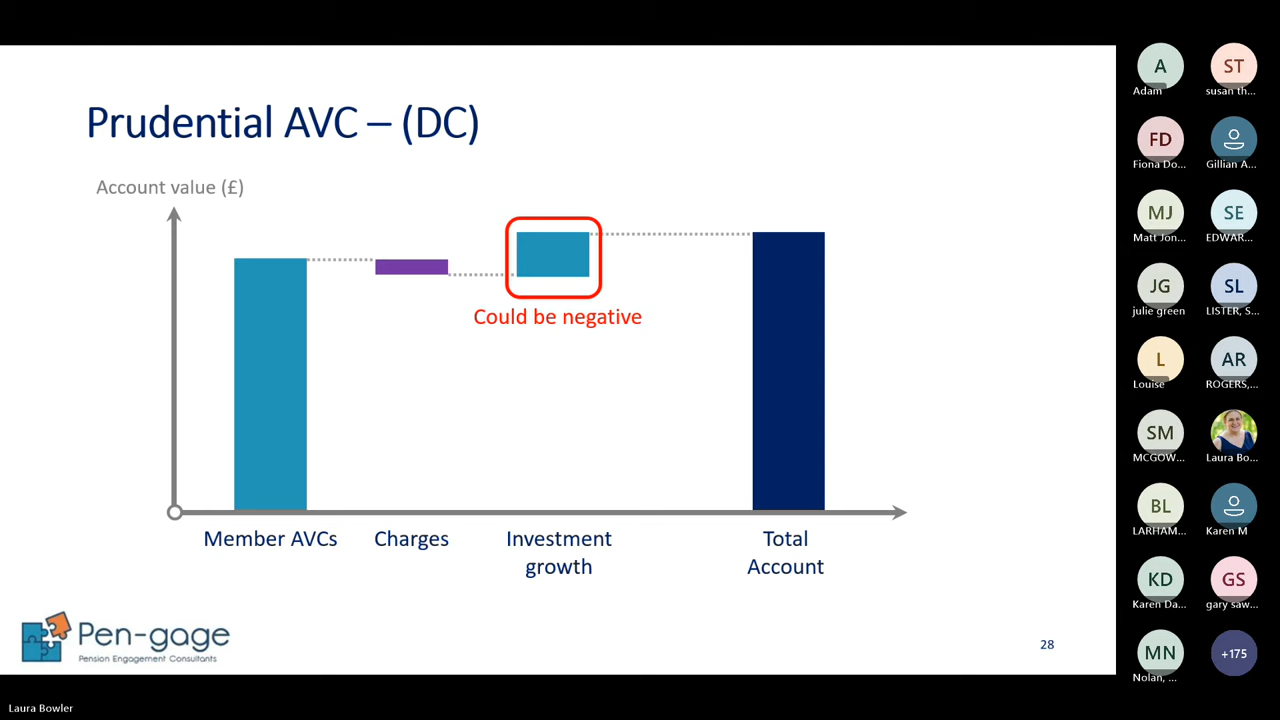 Prudential AVC – (DC)
Account value (£)
Could be negative
Member AVCs
Charges
Investment
growth
Total
Account
Pen-gage
Pension Engagement Consultants
28
A
Adam
ST
susan th...
FD
Fiona Do...
Gillian A...
MJ
Matt Jon...
SE
EDWAR...
JG
julie green
SL
LISTER, S...
L
Louise
AR
ROGERS,...
SM
MCGOW...
Laura Bo...
BL
LARHAM...
Karen M
KD
Karen Da...
GS
gary saw...
MN
Nolan, ...
+175
Laura Bowler